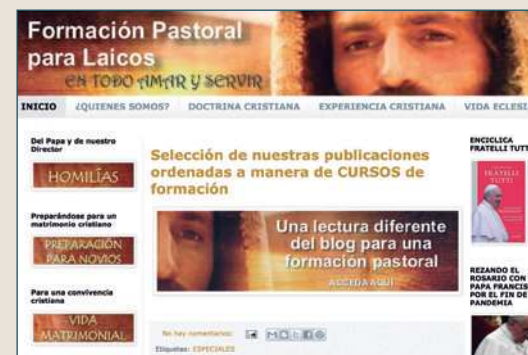 Formación Pastoral
para Laicos
EN TODO AMAR Y SERVIR
INICIO ¿QUIENES SOMOS? DOCTRINA CRISTIANA EXPERIENCIA CRISTIANA VIDA ECLESI
Del Papa y de nuestro
Director
HOMILÍAS
Preparándose para un
matrimonio cristiano
PREPARACIÓN
PARA NOVIOS
Para una convivencia
cristiana
VIDA
MATRIMONIAL
Selección de nuestras publicaciones
ordenadas a manera de CURSOS de
formación
Una lectura diferente
del blog para una
formación pastoral
ACCEDA AQUÍ
No hay comentarios:
Etiquetas: ESPECIALES
ENCICLICA
FRATELLI TUTT
FRATELLI
TUTTI
REZANDO EL
ROSARIO CON
PAPA FRANCIS
POR EL FIN DE
PANDEMIA